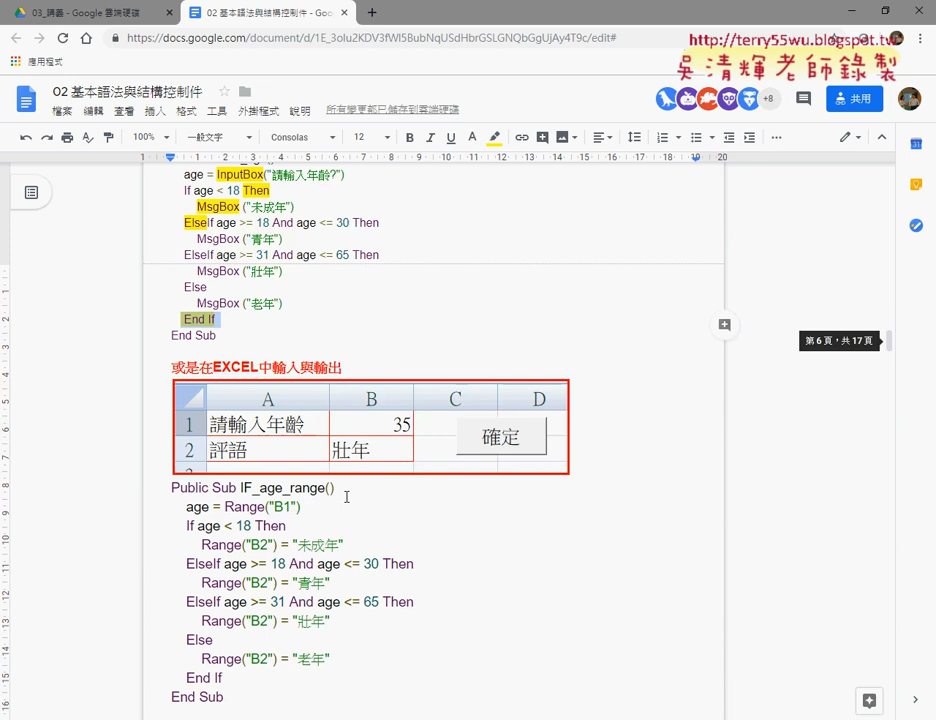 03_講義 - Google 雲端硬碟
02 基本語法與結構控制件 - Goo
https://docs.google.com/document/d/1E_3olu2KDV3fWI5BubNqUSdHbrGSLGNQbGgUjAy4T9c/edit#
http://terry55wu.blogspot.tw
吳清輝老師錄製
應用程式
02 基本語法與結構控制件
檔案 編輯 查看 插入 格式 工具 外掛程式 說明 所有變更都已儲存到雲端硬碟
+8
共用
100% 一般文字 Consolas 12
age = InputBox("請輸入年齡?")
If age < 18 Then
MsgBox ("未成年")
ElseIf age >= 18 And age <= 30 Then
MsgBox ("青年")
ElseIf age >= 31 And age <= 65 Then
MsgBox ("壯年")
Else
MsgBox ("老年")
End If
End Sub
第 6 頁，共 17 頁
或是在EXCEL中輸入與輸出
A B C D
1 請輸入年齡 35
確定
2 評語 壯年
Public Sub IF_age_range()
age = Range("B1")
If age < 18 Then
Range("B2") = "未成年"
ElseIf age >= 18 And age <= 30 Then
Range("B2") = "青年"
ElseIf age >= 31 And age <= 65 Then
Range("B2") = "壯年"
Else
Range("B2") = "老年"
End If
End Sub